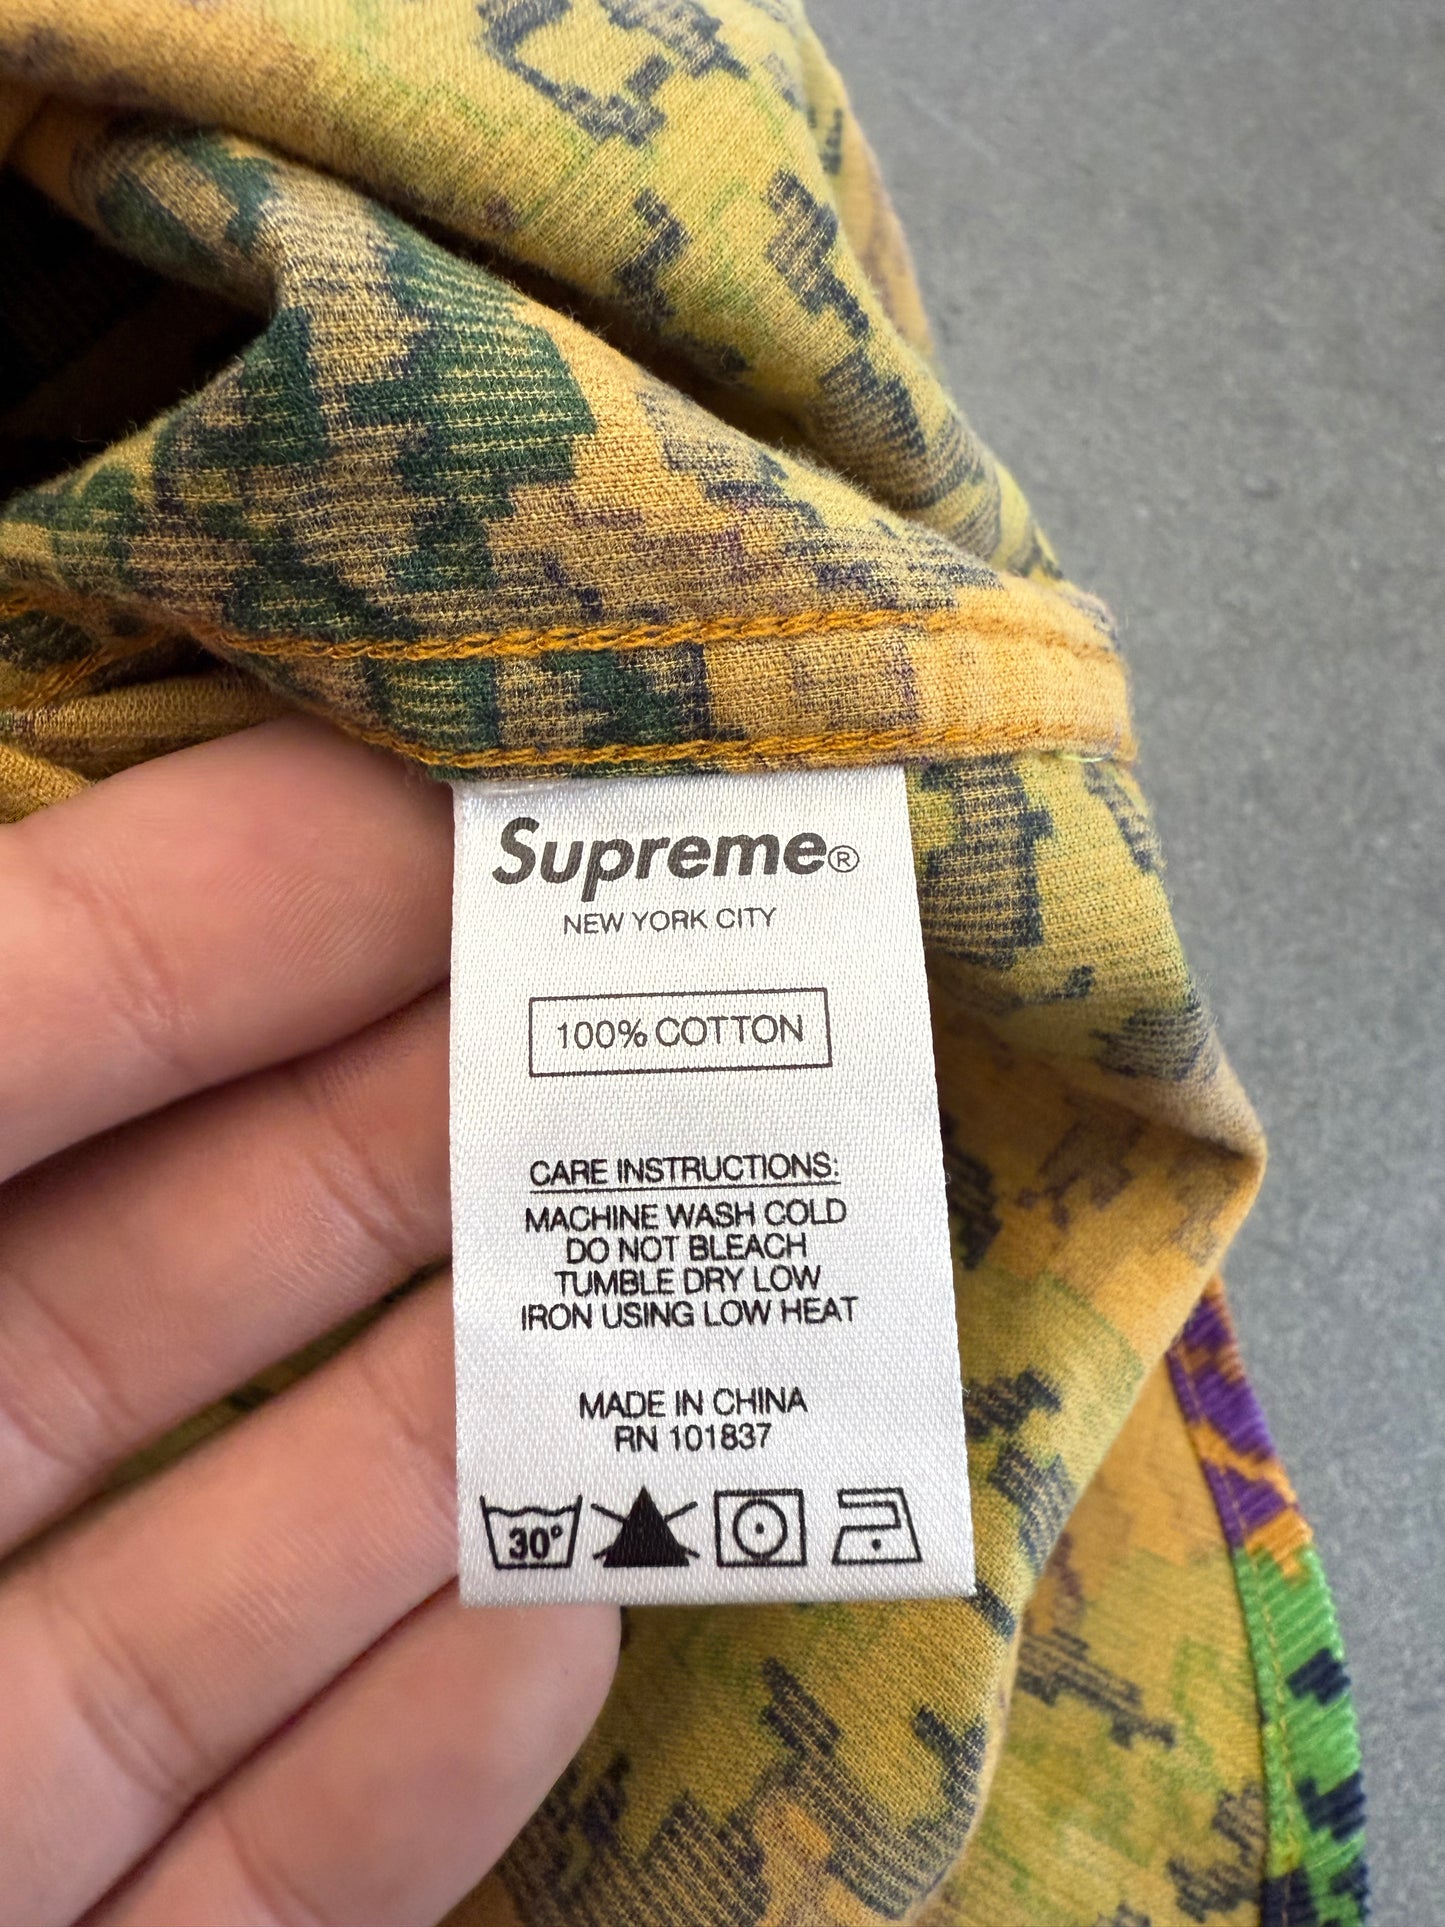 Supreme®
NEW YORK CITY
100% COTTON
CARE INSTRUCTIONS:
MACHINE WASH COLD
DO NOT BLEACH
TUMBLE DRY LOW
IRON USING LOW HEAT
MADE IN CHINA
RN 101837
30°